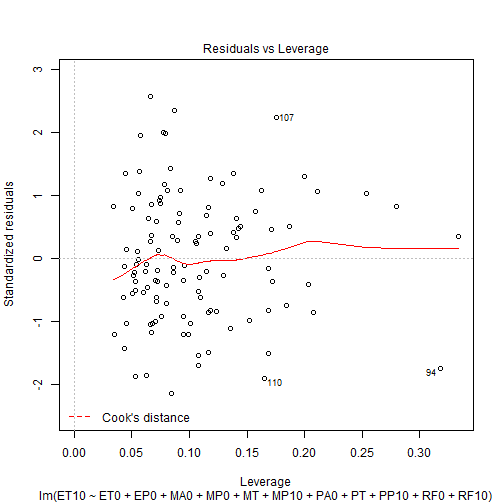 Residuals vs Leverage
3
2
1
0
-1
-2
Standardized residuals
107
110
94
Cook's distance
0.00 0.05 0.10 0.15 0.20 0.25 0.30
Leverage
lm(ET10 ~ ET0 + EP0 + MA0 + MP0 + MT + MP10 + PA0 + PT + PP10 + RF0 + RF10)